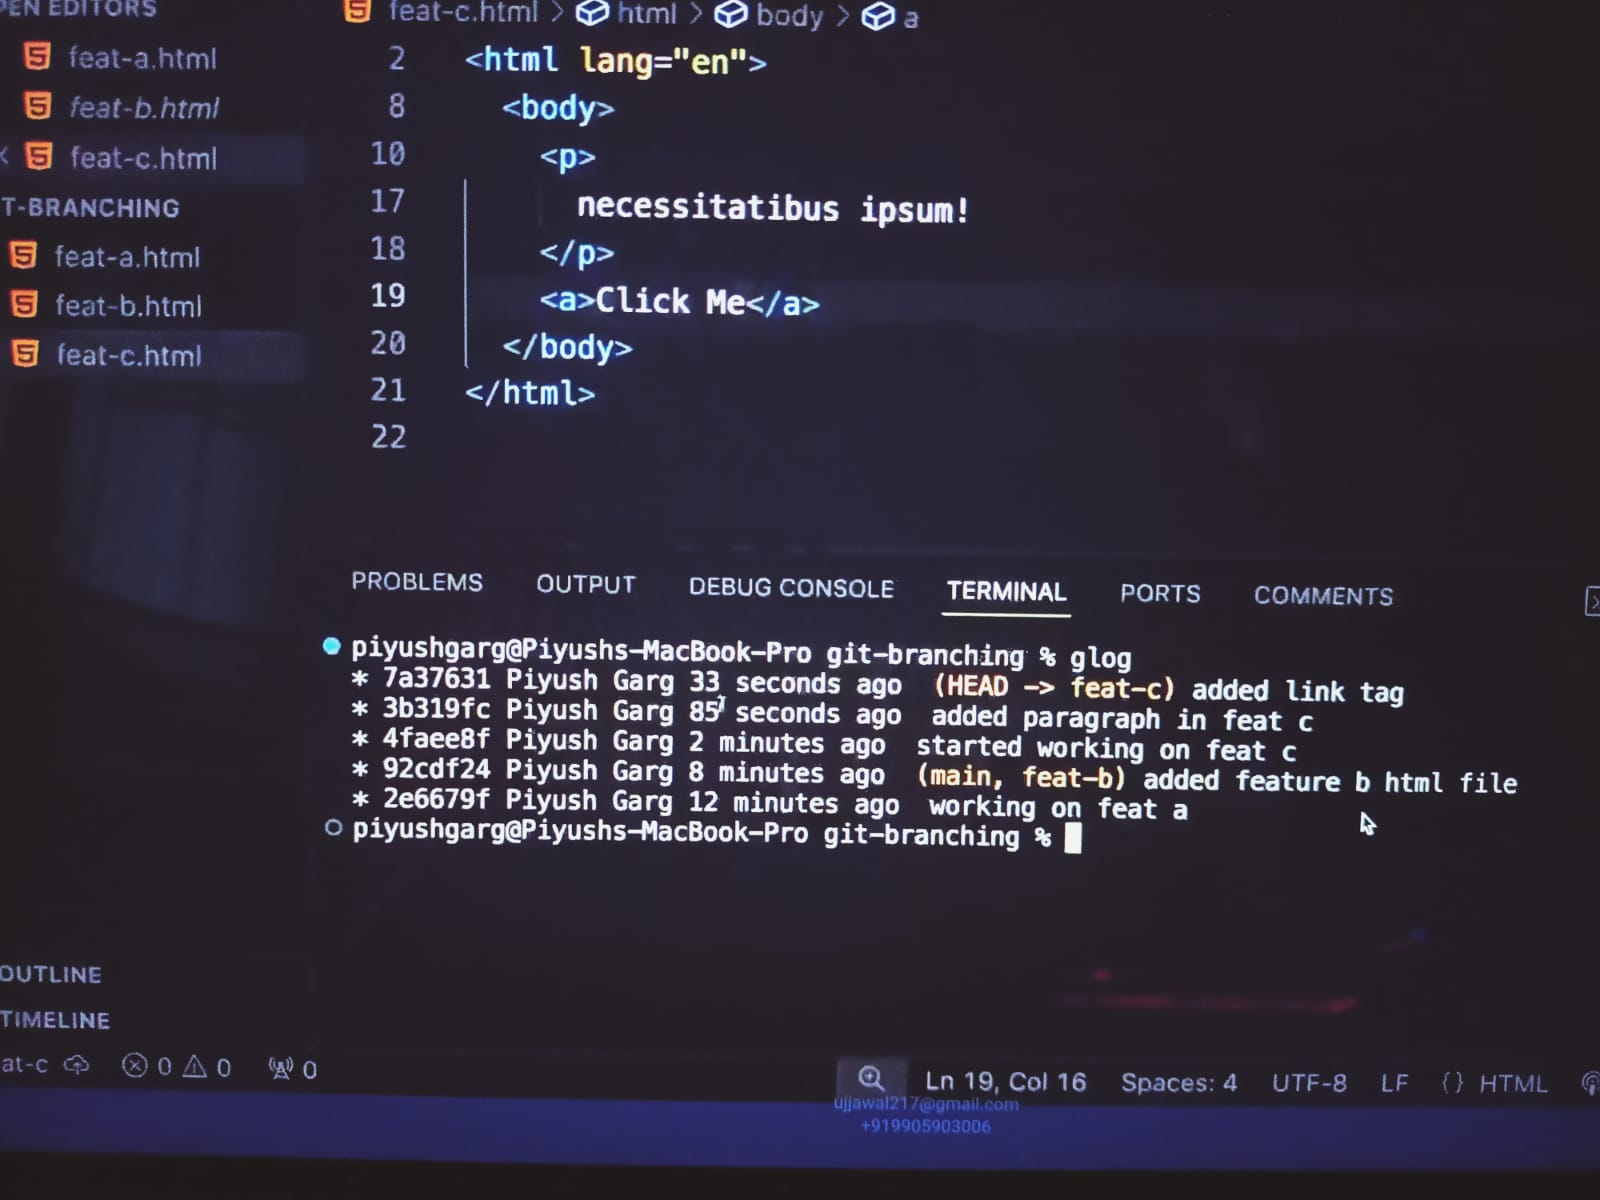 PEN EDITORS
feat-a.html
feat-b.html
feat-c.html
T-BRANCHING
feat-a.html
feat-b.html
feat-c.html
OUTLINE
TIMELINE
feat-c.html > html > body > a
2 <html lang="en">
8 <body>
10 <p>
17 necessitatibus ipsum!
18 </p>
19 <a>Click Me</a>
20 </body>
21 </html>
22
PROBLEMS OUTPUT DEBUG CONSOLE TERMINAL PORTS COMMENTS
piyushgarg@Piyushs-MacBook-Pro git-branching % glog
* 7a37631 Piyush Garg 33 seconds ago (HEAD -> feat-c) added link tag
* 3b319fc Piyush Garg 85 seconds ago added paragraph in feat c
* 4faee8f Piyush Garg 2 minutes ago started working on feat c
* 92cdf24 Piyush Garg 8 minutes ago (main, feat-b) added feature b html file
* 2e6679f Piyush Garg 12 minutes ago working on feat a
piyushgarg@Piyushs-MacBook-Pro git-branching %
at-c 0 0 0 Ln 19, Col 16 Spaces: 4 UTF-8 LF {} HTML
ujjawal217@gmail.com
+919905903006